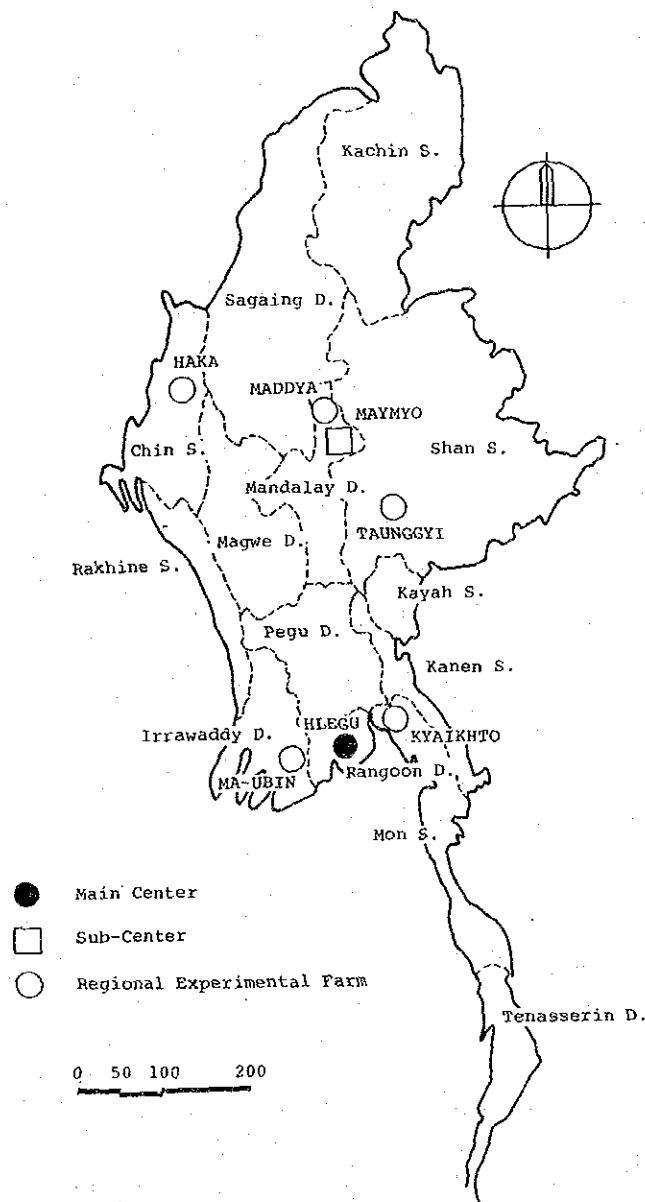 Kachin S.
Sagaing D.
HAKA
MADDYA
MAYMYO
Chin S.
Shan S.
Mandalay D.
TAUNGGYI
Magwe D.
Rakhine S.
Kayah S.
Pegu D.
Kanen S.
HLEGU
Irrawaddy D.
KYAIKHTO
MA-UBIN
Rangoon D.
Mon S.
Main Center
Sub-Center
Regional Experimental Farm
Tenasserin D.
0 50 100 200